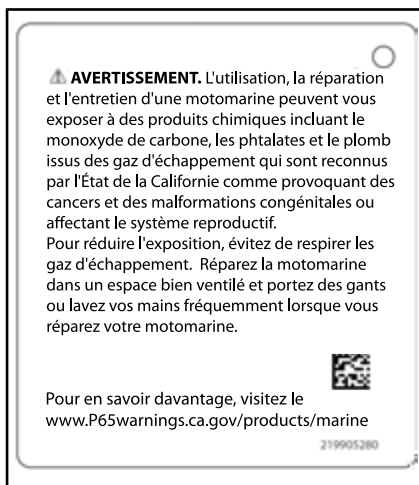 ⚠ AVERTISSEMENT. L'utilisation, la réparation
et l'entretien d'une motomarine peuvent vous
exposer à des produits chimiques incluant le
monoxyde de carbone, les phtalates et le plomb
issus des gaz d'échappement qui sont reconnus
par l'État de la Californie comme provoquant des
cancers et des malformations congénitales ou
affectant le système reproductif.
Pour réduire l'exposition, évitez de respirer les
gaz d'échappement. Réparez la motomarine
dans un espace bien ventilé et portez des gants
ou lavez vos mains fréquemment lorsque vous
réparez votre motomarine.
Pour en savoir davantage, visitez le
www.P65warnings.ca.gov/products/marine
219905280